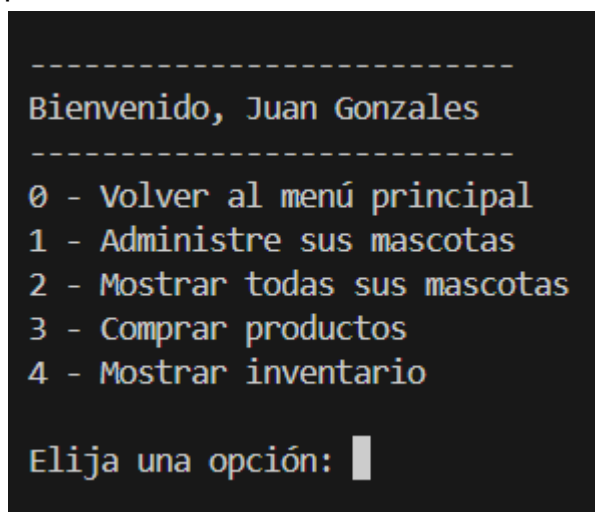 ---------------------------
Bienvenido, Juan Gonzales
---------------------------
0 - Volver al menú principal
1 - Administre sus mascotas
2 - Mostrar todas sus mascotas
3 - Comprar productos
4 - Mostrar inventario
Elija una opción: